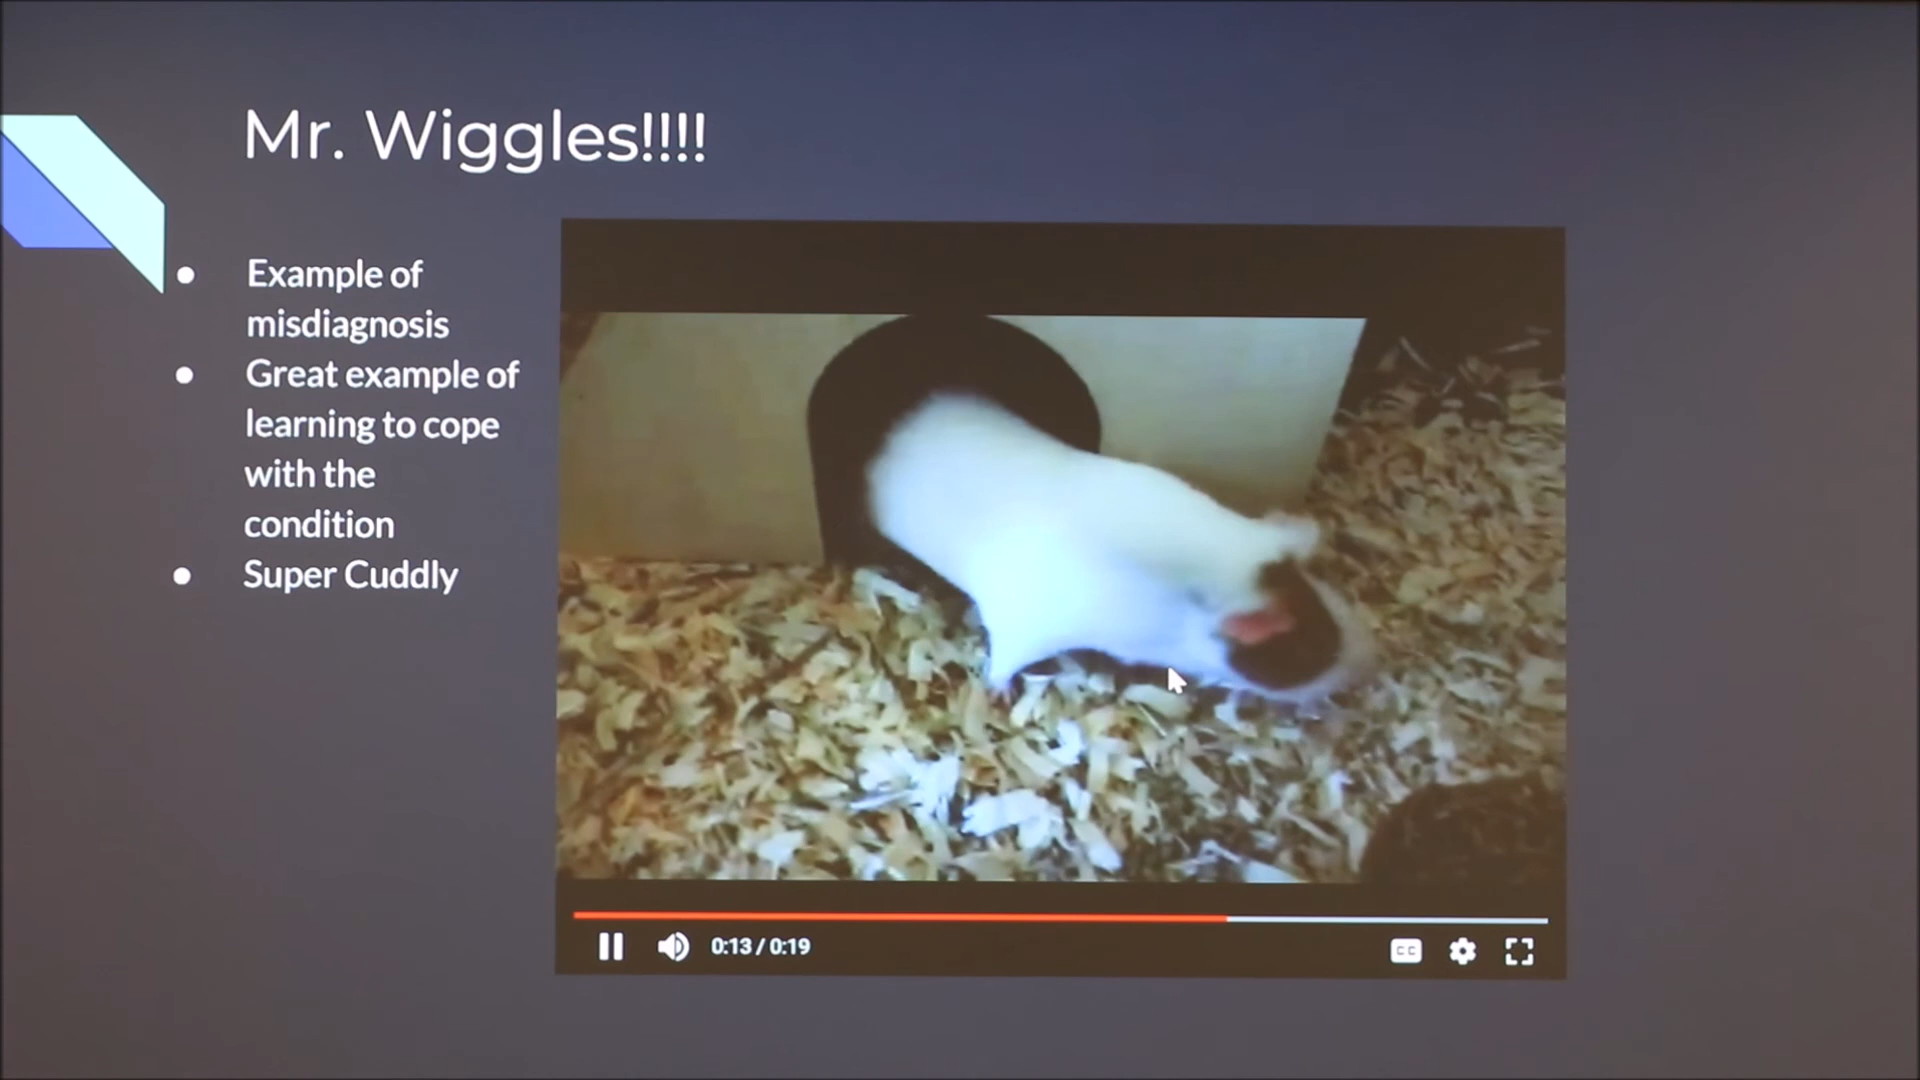 Mr. Wiggles!!!!
● Example of
misdiagnosis
● Great example of
learning to cope
with the
condition
● Super Cuddly
0:13 / 0:19
CC